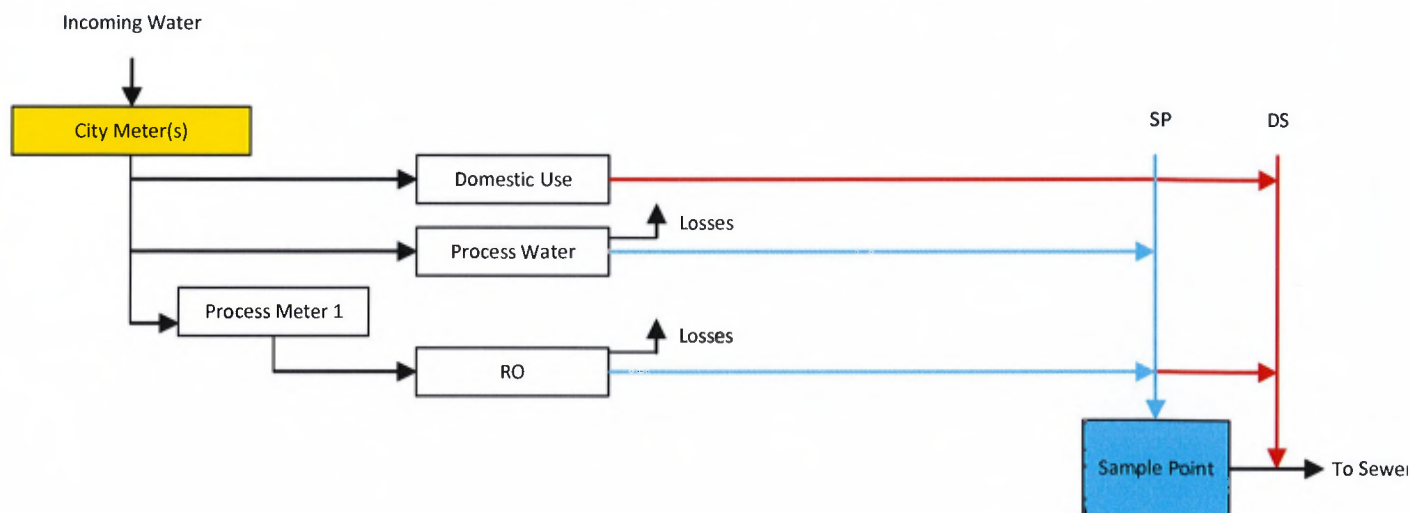 Incoming Water
City Meter(s)
SP
DS
Domestic Use
Losses
Process Water
Process Meter 1
Losses
RO
Sample Point
To Sewer